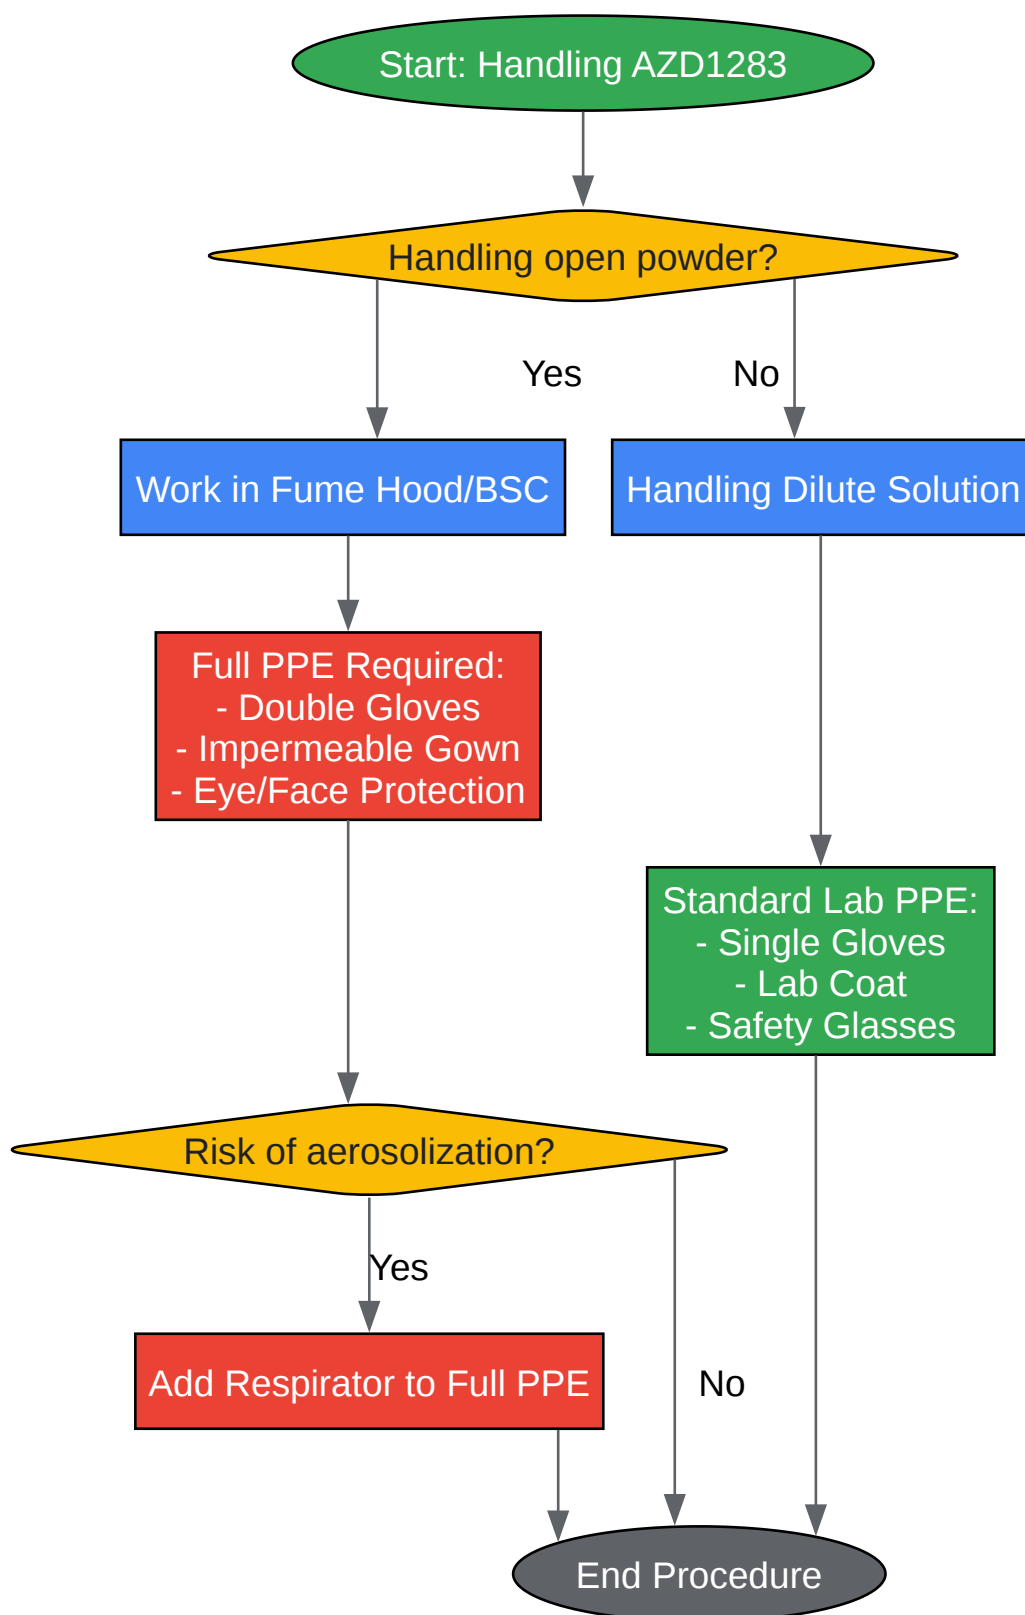 Start: Handling AZD1283
Handling open powder?
Yes
No
Work in Fume Hood/BSC
Handling Dilute Solution
Full PPE Required:
- Double Gloves
- Impermeable Gown
- Eye/Face Protection
Standard Lab PPE:
- Single Gloves
- Lab Coat
- Safety Glasses
Risk of aerosolization?
Yes
Add Respirator to Full PPE
No
End Procedure